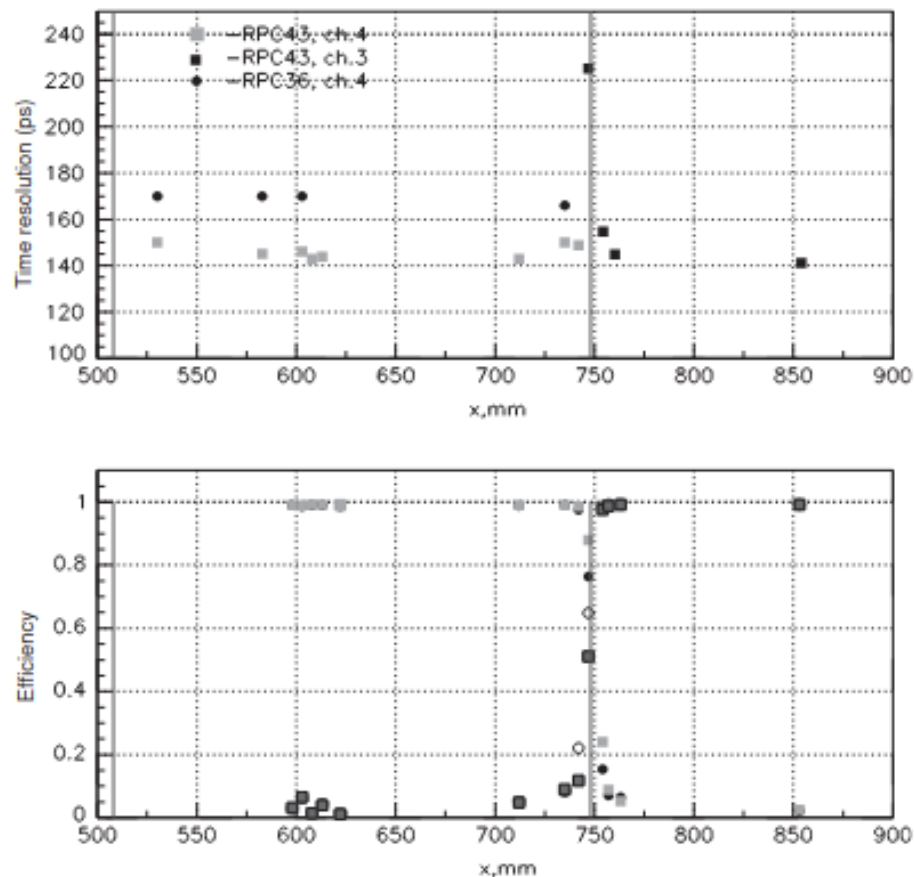 240
220
200
180
160
140
120
100
Time resolution (ps)
-RPC43, ch.4
-RPC43, ch.3
-RPC36, ch.4
500 550 600 650 700 750 800 850 900
x,mm
1
0.8
0.6
0.4
0.2
0
Efficiency
500 550 600 650 700 750 800 850 900
x,mm